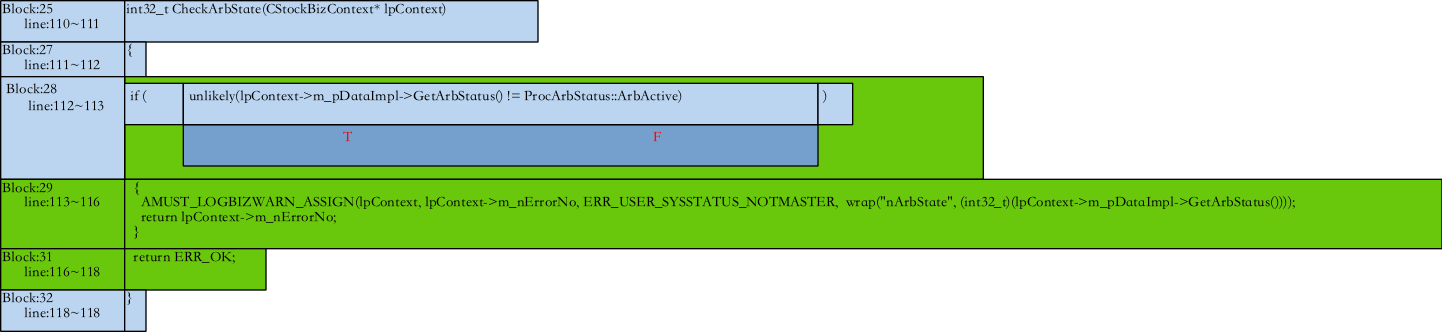 Block:25
line:110~111
int32_t CheckArbState(CStockBizContext* lpContext)
Block:27
line:111~112
{
Block:28
line:112~113
if ( unlikely(lpContext->m_pDataImpl->GetArbStatus() != ProcArbStatus::ArbActive) )
T F
Block:29
line:113~116
{
AMUST_LOGBIZWARN_ASSIGN(lpContext, lpContext->m_nErrorNo, ERR_USER_SYSSTATUS_NOTMASTER, wrap("nArbState", (int32_t)(lpContext->m_pDataImpl->GetArbStatus())));
return lpContext->m_nErrorNo;
}
Block:31
line:116~118
return ERR_OK;
Block:32
line:118~118
}